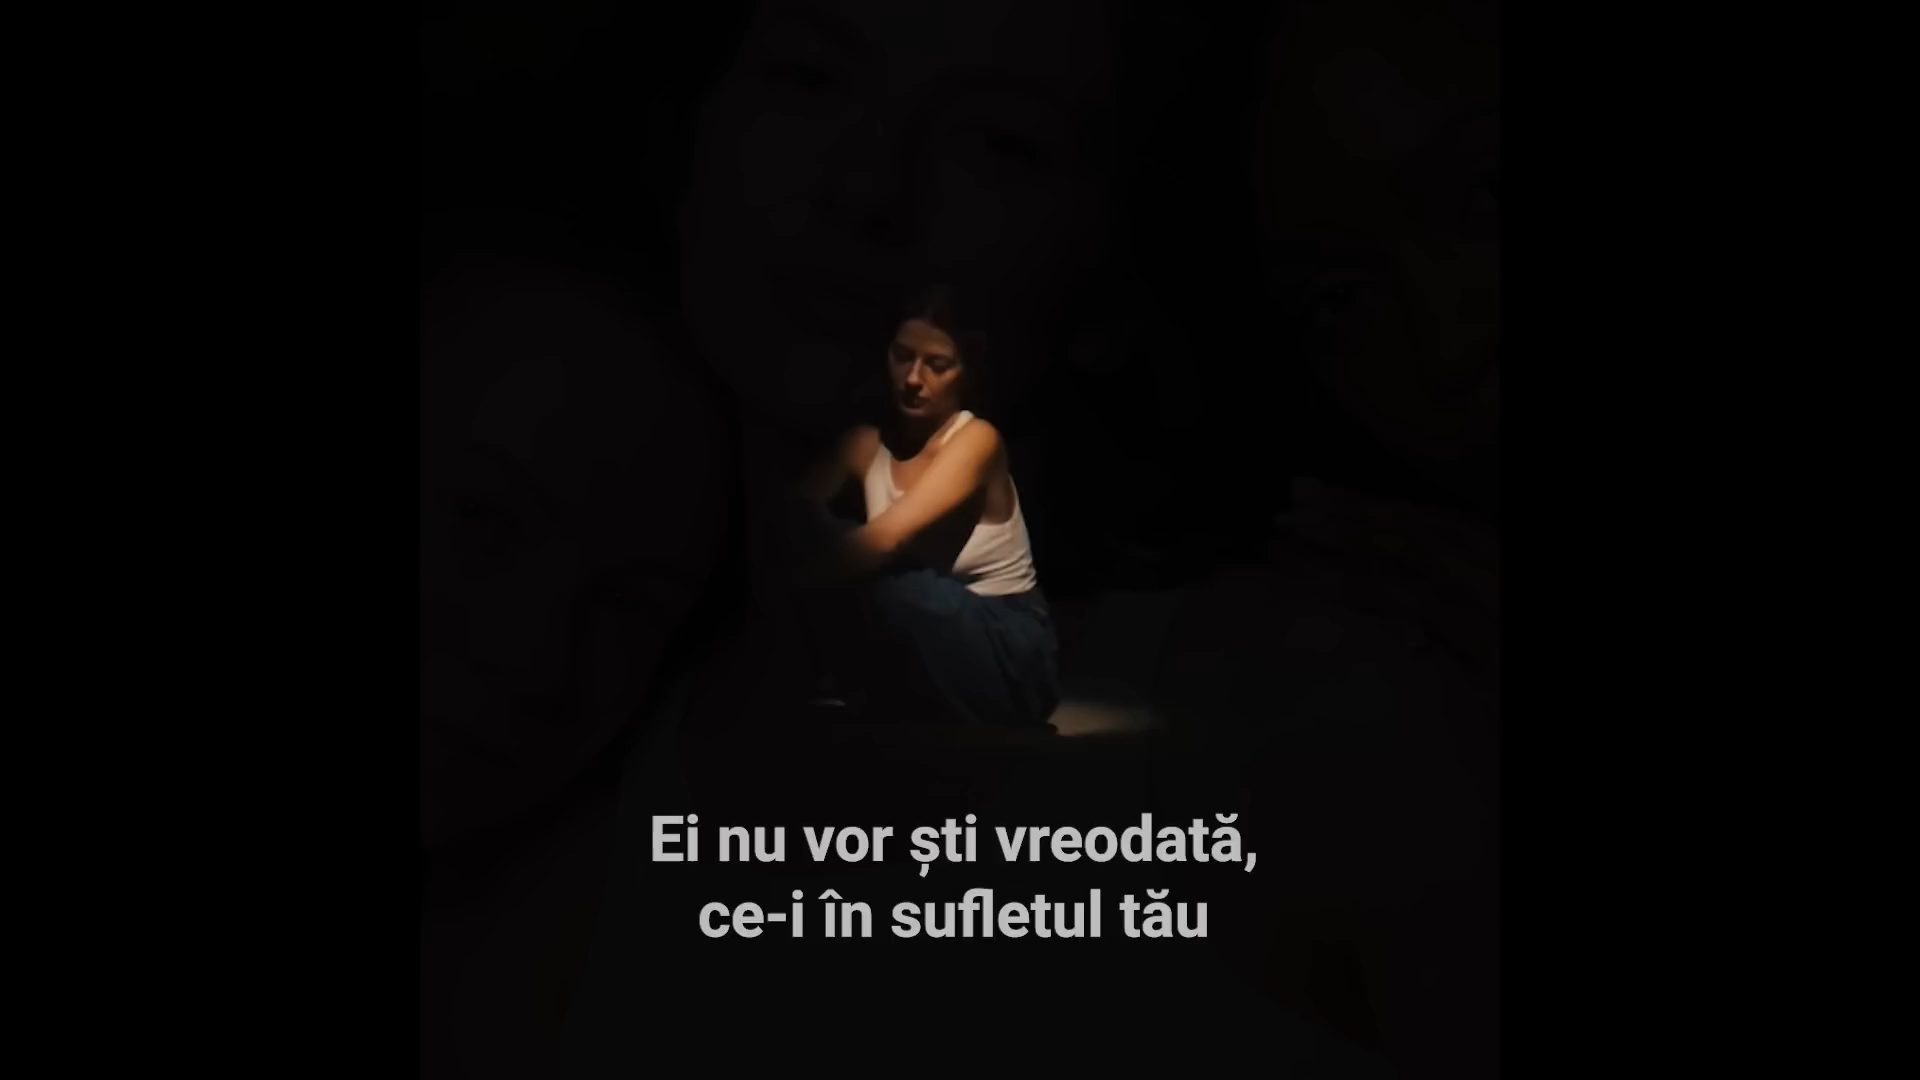 Ei nu vor ști vreodată,
ce-i în sufletul tău